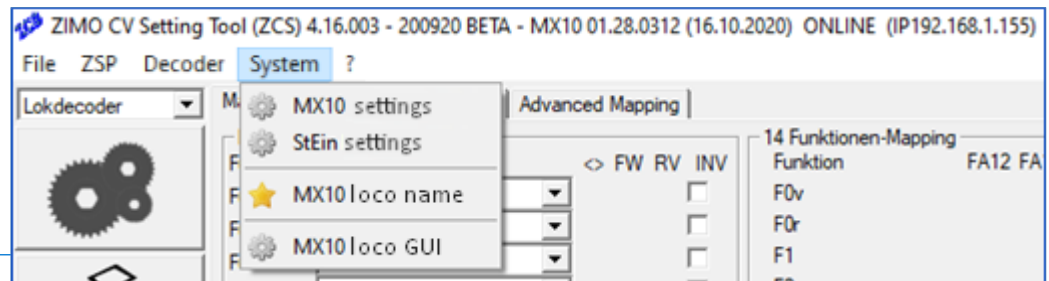 ZIMO CV Setting Tool (ZCS) 4.16.003 - 200920 BETA - MX10 01.28.0312 (16.10.2020) ONLINE (IP192.168.1.155)
File ZSP Decoder System ?
Lokdecoder
Advanced Mapping
MX10 settings
StEin settings
MX10 loco name
MX10 loco GUI
<> FW RV INV
14 Funktionen-Mapping
Funktion FA12
F0v
F0r
F1